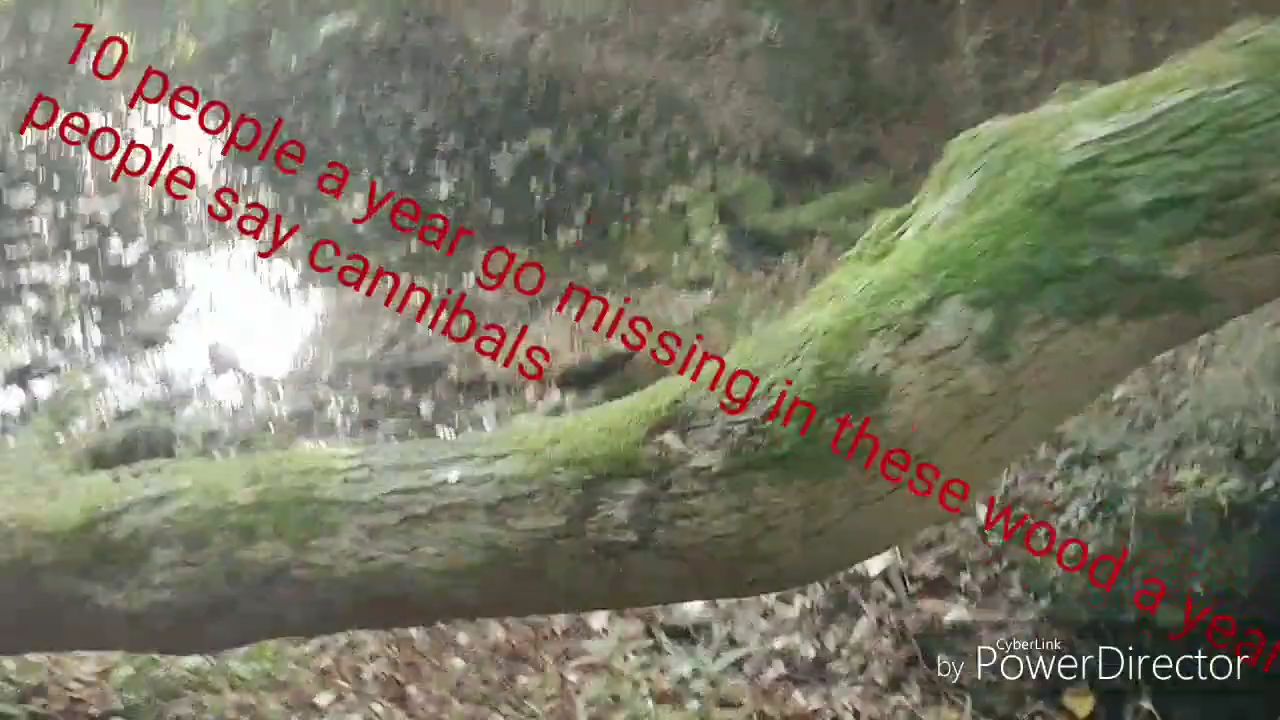 10 people a year go missing in these wood a year
people say cannibals
CyberLink
by PowerDirector